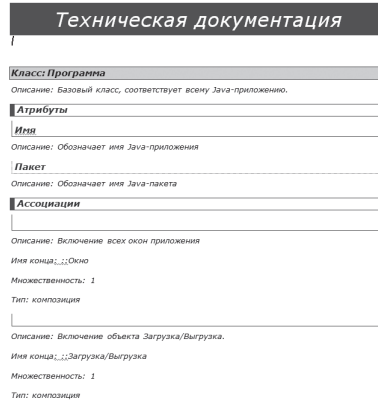 Техническая документация
Класс: Программа
Описание: Базовый класс, соответствует всему Java-приложению.
Атрибуты
Имя
Описание: Обозначает имя Java-приложения
Пакет
Описание: Обозначает имя Java-пакета
Ассоциации
Описание: Включение всех окон приложения
Имя конца: ::Окно
Множественность: 1
Тип: композиция
Описание: Включение объекта Загрузка/Выгрузка.
Имя конца: ::Загрузка/Выгрузка
Множественность: 1
Тип: композиция